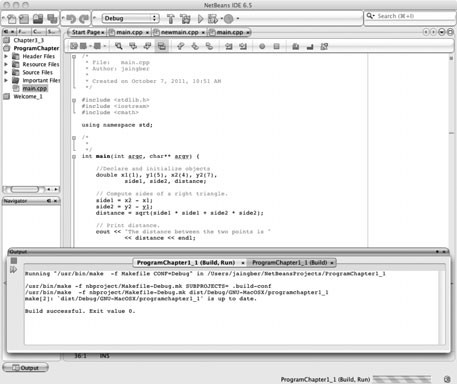 NetBeans IDE 6.5
Debug
Search (⌘+I)
F...
C...
S...
Start Page
main.cpp
newmain.cpp
main.cpp
Chapter3_3
ProgramChapter1
Header Files
Resource Files
Source Files
Important Files
main.cpp
Welcome_1
Navigator
/*
* File:   main.cpp
* Author: jaingber
*
* Created on October 7, 2011, 10:51 AM
*/
#include <stdlib.h>
#include <iostream>
#include <cmath>
using namespace std;
/*
*
*/
int main(int argc, char** argv) {
//Declare and initialize objects
double x1(1), y1(5), x2(4), y2(7),
side1, side2, distance;
// Compute sides of a right triangle.
side1 = x2 - x1;
side2 = y2 - y1;
distance = sqrt(side1 * side1 + side2 * side2);
// Print distance.
cout << "The distance between the two points is "
<< distance << endl;
Output
ProgramChapter1_1 (Build, Run)
ProgramChapter1_1 (Build)
Running "/usr/bin/make  -f Makefile CONF=Debug" in /Users/jaingber/NetBeansProjects/ProgramChapter1_1
/usr/bin/make -f nbproject/Makefile-Debug.mk SUBPROJECTS= .build-conf
/usr/bin/make  -f nbproject/Makefile-Debug.mk dist/Debug/GNU-MacOSX/programchapter1_1
make[2]: `dist/Debug/GNU-MacOSX/programchapter1_1' is up to date.
Build successful. Exit value 0.
36:1
INS
Output
ProgramChapter1_1 (Build, Run)